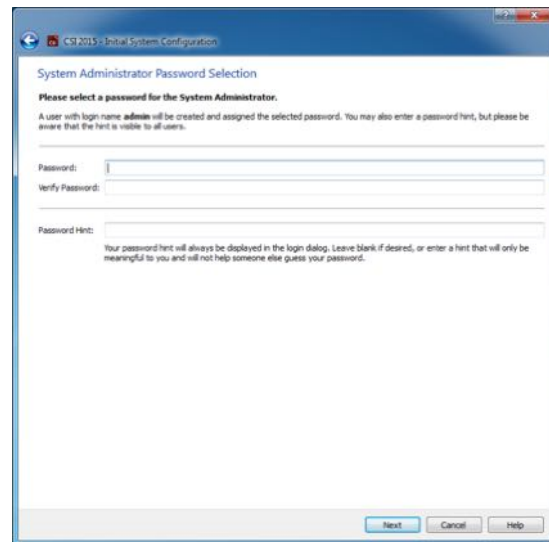 CSI 2015 - Initial System Configuration
System Administrator Password Selection
Please select a password for the System Administrator.
A user with login name admin will be created and assigned the selected password. You may also enter a password hint, but please be
aware that the hint is visible to all users.
Password:
Verify Password:
Password Hint:
Your password hint will always be displayed in the login dialog. Leave blank if desired, or enter a hint that will only be
meaningful to you and will not help someone else guess your password.
Next Cancel Help